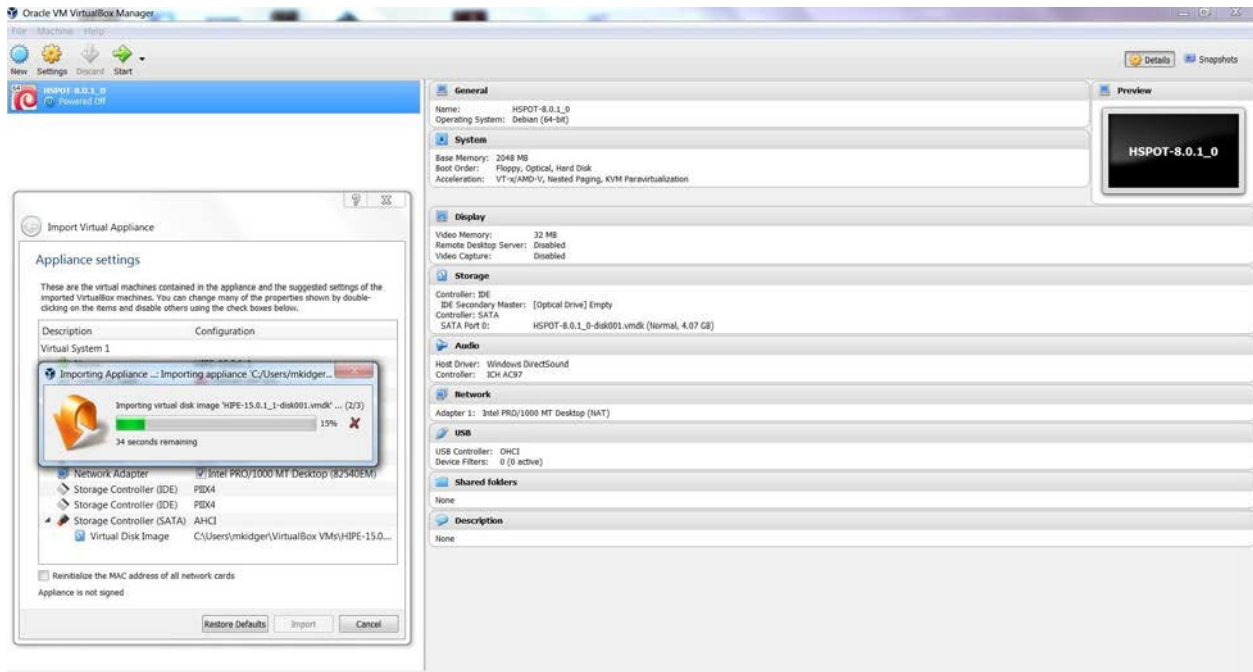 Oracle VM VirtualBox Manager
File Machine Help
New Settings Discard Start
Details Snapshots
HSPOT-8.0.1_0
Powered Off
General
Name: HSPOT-8.0.1_0
Operating System: Debian (64-bit)
System
Base Memory: 2048 MB
Boot Order: Floppy, Optical, Hard Disk
Acceleration: VT-x/AMD-V, Nested Paging, KVM Paravirtualization
Preview
HSPOT-8.0.1_0
Display
Video Memory: 32 MB
Remote Desktop Server: Disabled
Video Capture: Disabled
Storage
Controller: IDE
IDE Secondary Master: [Optical Drive] Empty
Controller: SATA
SATA Port 0: HSPOT-8.0.1_0-disk001.vmdk (Normal, 4.07 GB)
Audio
Host Driver: Windows DirectSound
Controller: ICH AC97
Network
Adapter 1: Intel PRO/1000 MT Desktop (NAT)
USB
USB Controller: OHCI
Device Filters: 0 (0 active)
Shared folders
None
Description
None
Import Virtual Appliance
Appliance settings
These are the virtual machines contained in the appliance and the suggested settings of the
imported VirtualBox machines. You can change many of the properties shown by double-
clicking on the items and disable others using the check boxes below.
Description Configuration
Virtual System 1
Importing Appliance ...: Importing appliance 'C:/Users/mkidger...
Importing virtual disk image 'HIPE-15.0.1_1-disk001.vmdk' ... (2/3)
15%
34 seconds remaining
Network Adapter Intel PRO/1000 MT Desktop (82540EM)
Storage Controller (IDE) PIIX4
Storage Controller (IDE) PIIX4
Storage Controller (SATA) AHCI
Virtual Disk Image C:\Users\mkidger\VirtualBox VMs\HIPE-15.0....
Reinitialize the MAC address of all network cards
Appliance is not signed
Restore Defaults Import Cancel